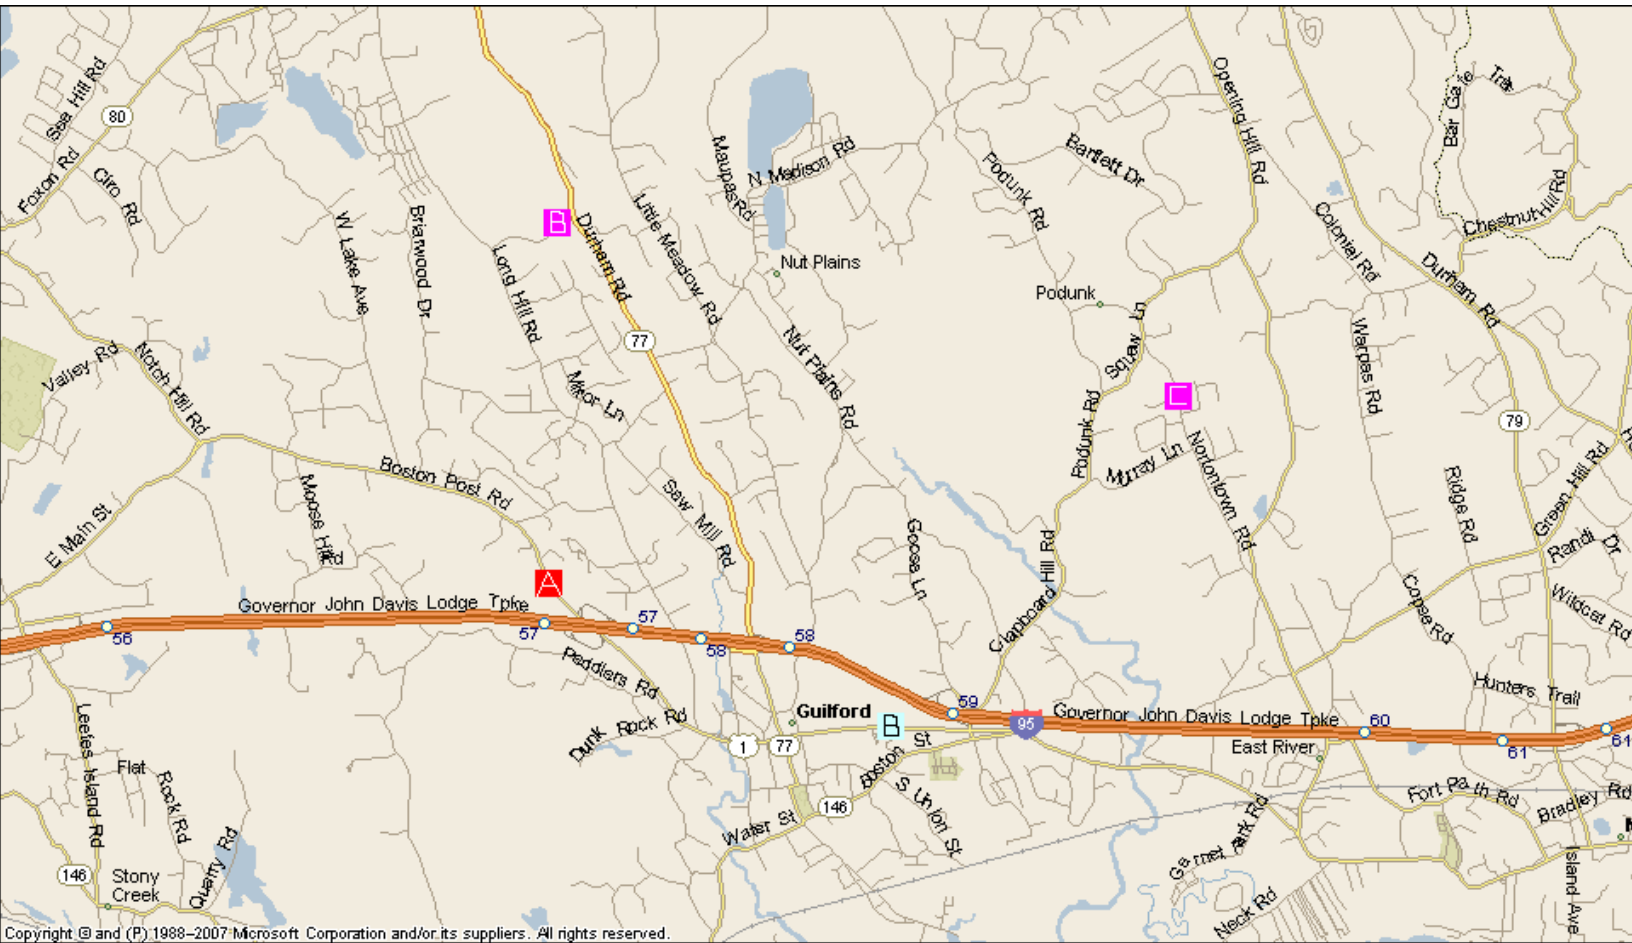 Sea Hill Rd
80
Foxon Rd
Ciro Rd
W Lake Ave
Briarwood Dr
Long Hill Rd
B
Durham Rd
Little Meadow Rd
Maupas Rd
N Madison Rd
Nut Plains
Podunk Rd
Bartlett Dr
Opening Hill Rd
Colonial Rd
Bar Gate Trl
Chestnut Hill Rd
Durham Rd
Podunk
Squaw Ln
77
Nut Plains Rd
Valley Rd
Notch Hill Rd
Mikor Ln
Warpas Rd
C
79
Podunk Rd
Murray Ln
Nortontown Rd
Ridge Rd
Green Hill Rd
Randi Dr
Boston Post Rd
Moose Hill Rd
E Main St
Saw Mill Rd
Goose Ln
Clapboard Hill Rd
Copse Rd
Wildcat Rd
A
Governor John Davis Lodge Tpke
56
57
57
58
58
59
Peddlers Rd
Dunk Rock Rd
Guilford
B
95
Governor John Davis Lodge Tpke
60
61
61
Hunters Trail
East River
1
77
Boston St
S Union St
146
Water St
Leetes Island Rd
Flat
Rock Rd
Quarry Rd
146
Stony
Creek
Garnet Park Rd
Neck Rd
Fort Path Rd
Bradley Rd
Island Ave
Copyright © and (P) 1988–2007 Microsoft Corporation and/or its suppliers. All rights reserved.